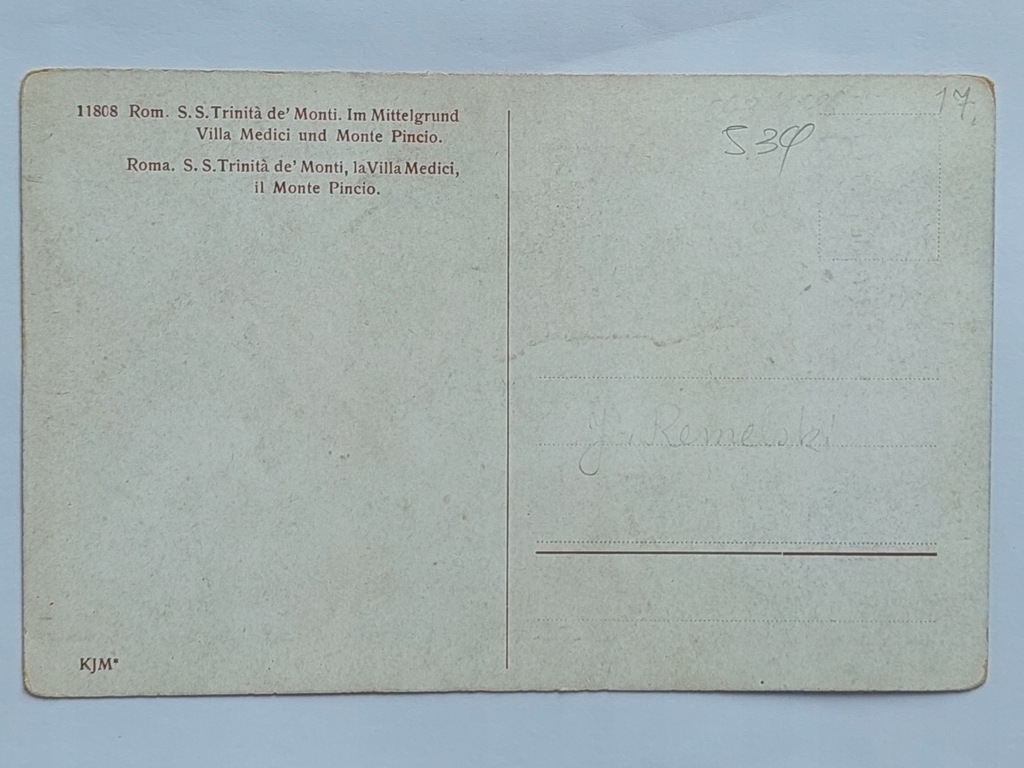 11808 Rom. S. S. Trinità de' Monti. Im Mittelgrund
Villa Medici und Monte Pincio.
Roma. S. S. Trinità de' Monti, la Villa Medici,
il Monte Pincio.
17.
KJM*